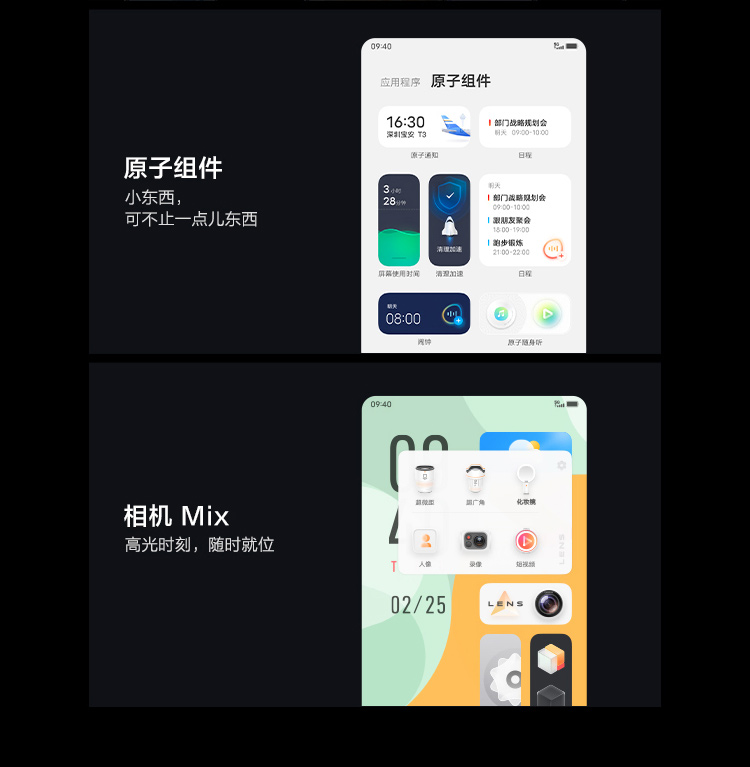 09:40
应用程序 原子组件
16:30
深圳宝安 T3
原子通知
部门战略规划会
明天 09:00-10:00
日程
原子组件
小东西，
可不止一点儿东西
3小时
28分钟
屏幕使用时间
清理加速
清理加速
明天
部门战略规划会
09:00-10:00
跟朋友聚会
18:00-19:00
跑步锻炼
21:00-22:00
日程
明天
08:00
闹钟
原子随身听
09:40
相机 Mix
高光时刻，随时就位
超微距
超广角
化妆镜
人像
录像
短视频
LENS
02/25
LENS